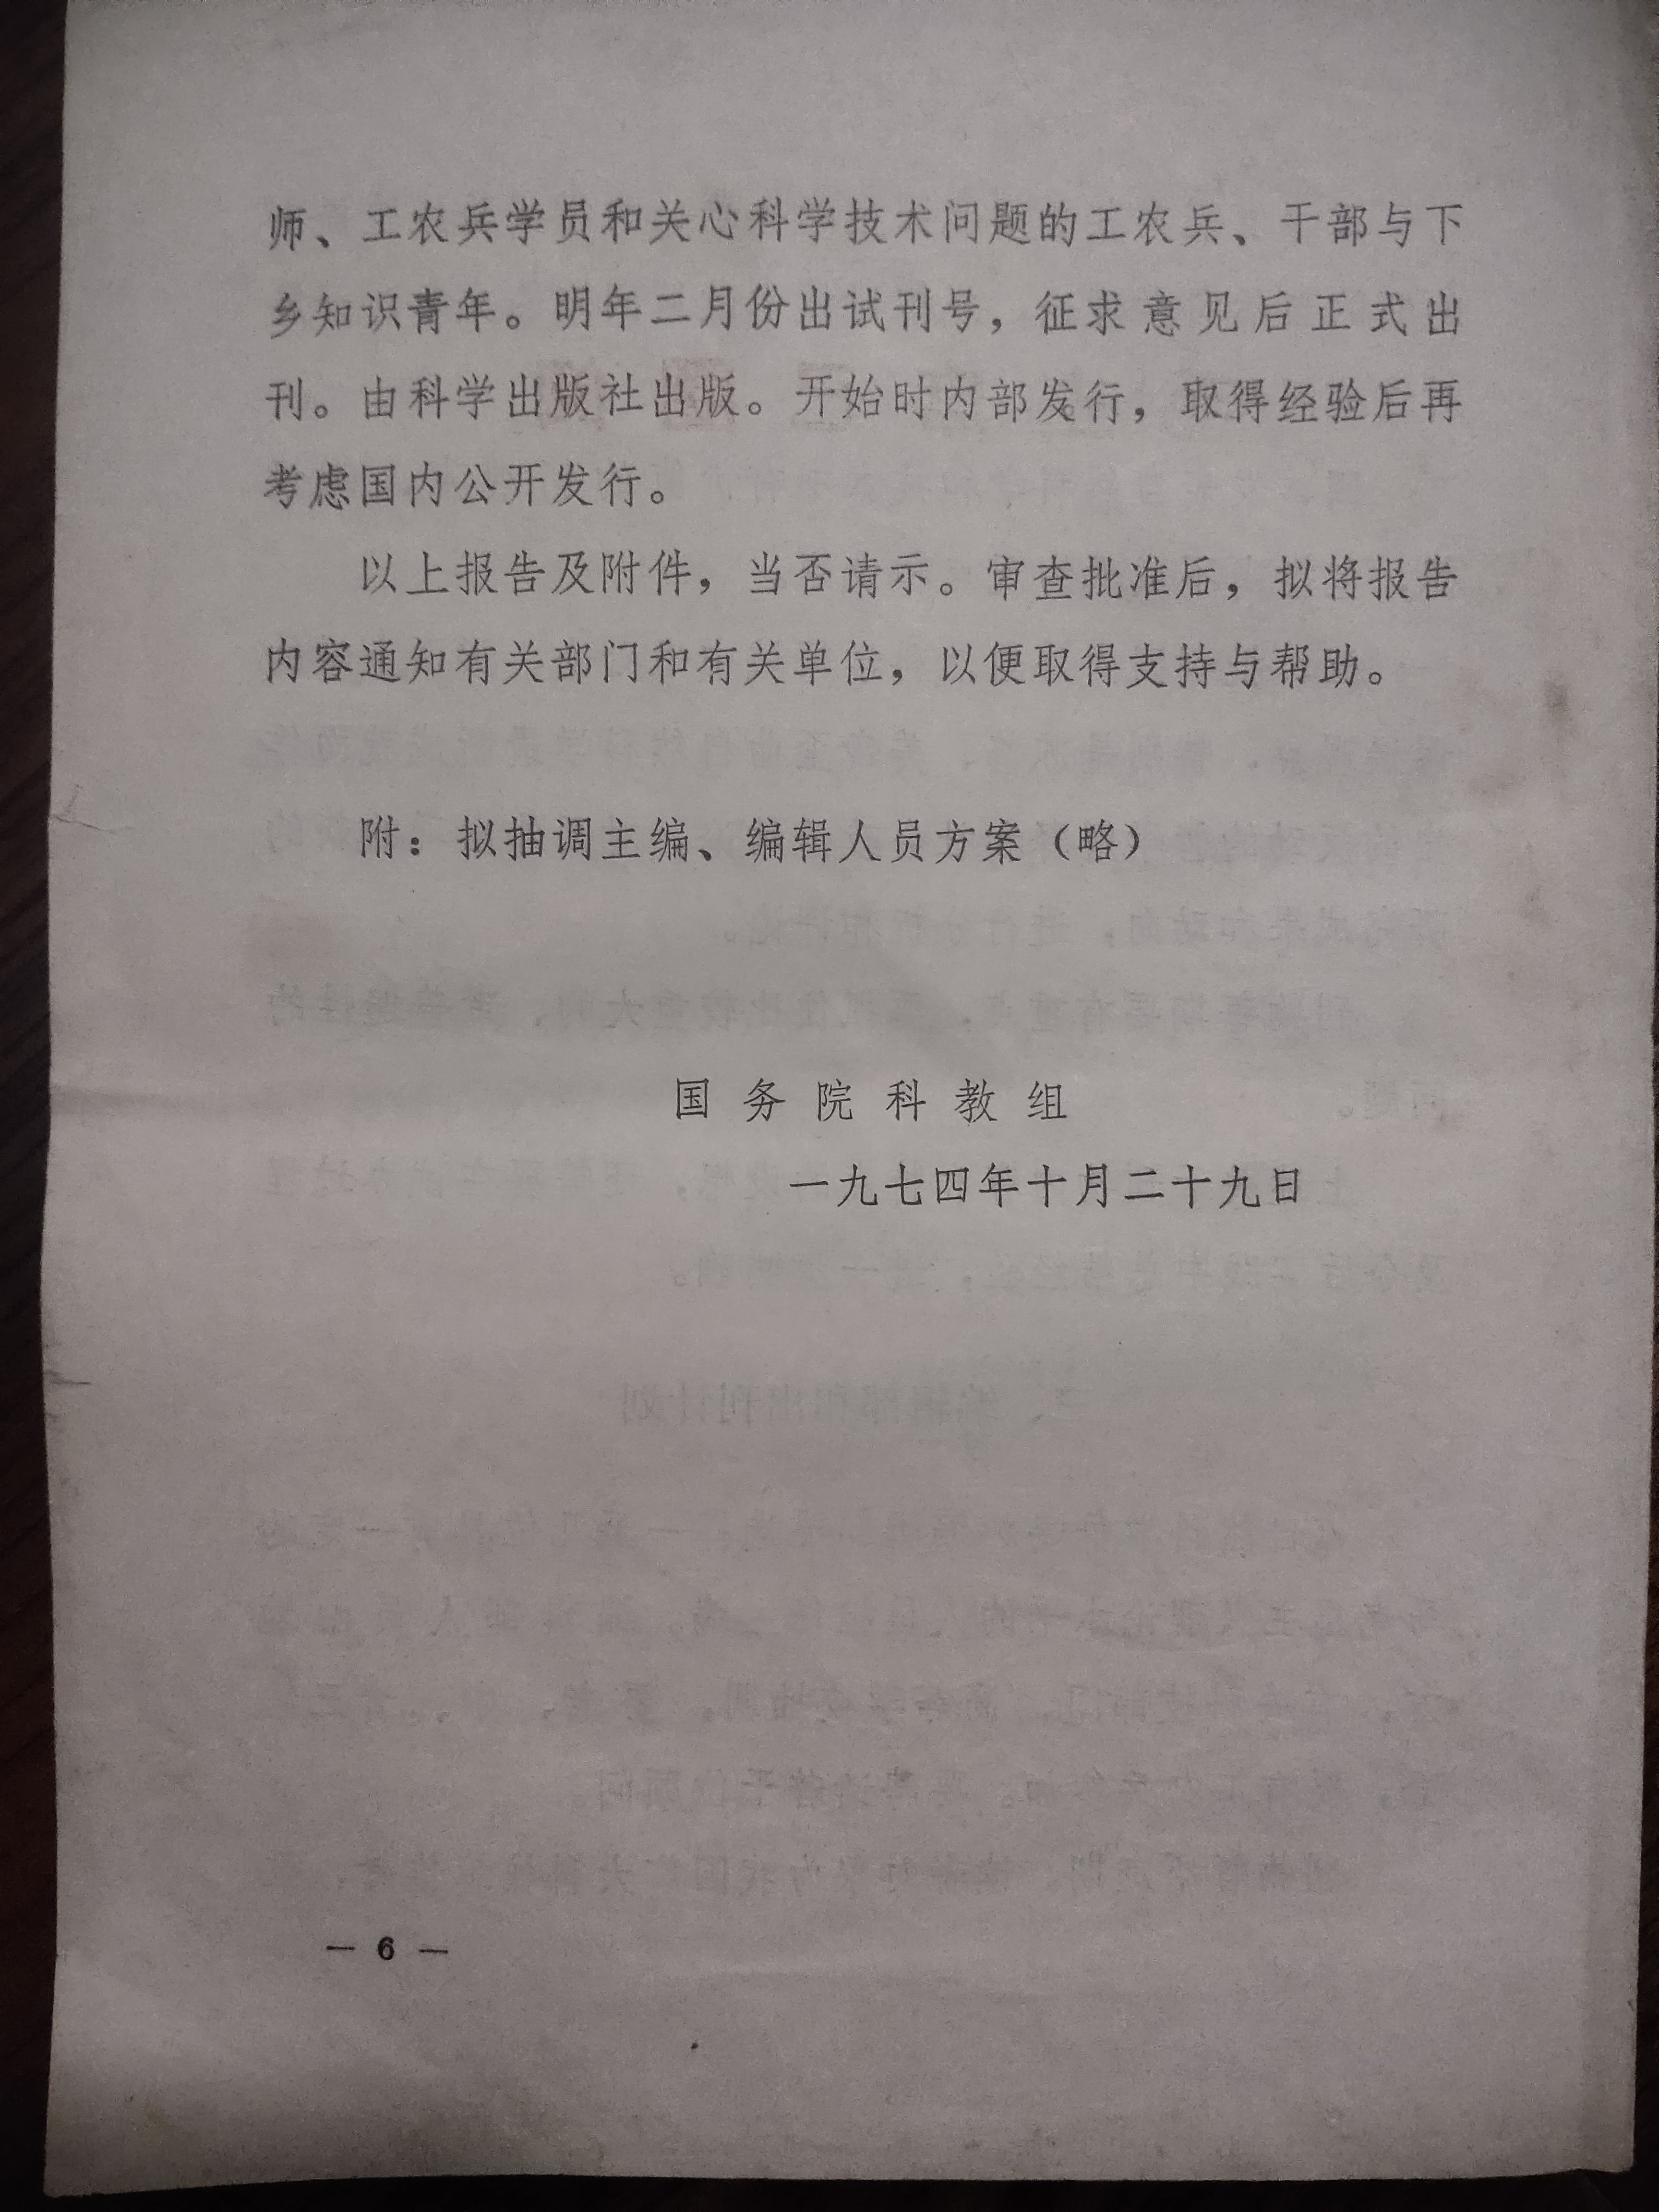 师、工农兵学员和关心科学技术问题的工农兵、干部与下
乡知识青年。明年二月份出试刊号，征求意见后正式出
刊。由科学出版社出版。开始时内部发行，取得经验后再
考虑国内公开发行。
以上报告及附件，当否请示。审查批准后，拟将报告
内容通知有关部门和有关单位，以便取得支持与帮助。
附：拟抽调主编、编辑人员方案（略）
国务院科教组
一九七四年十月二十九日
— 6 —